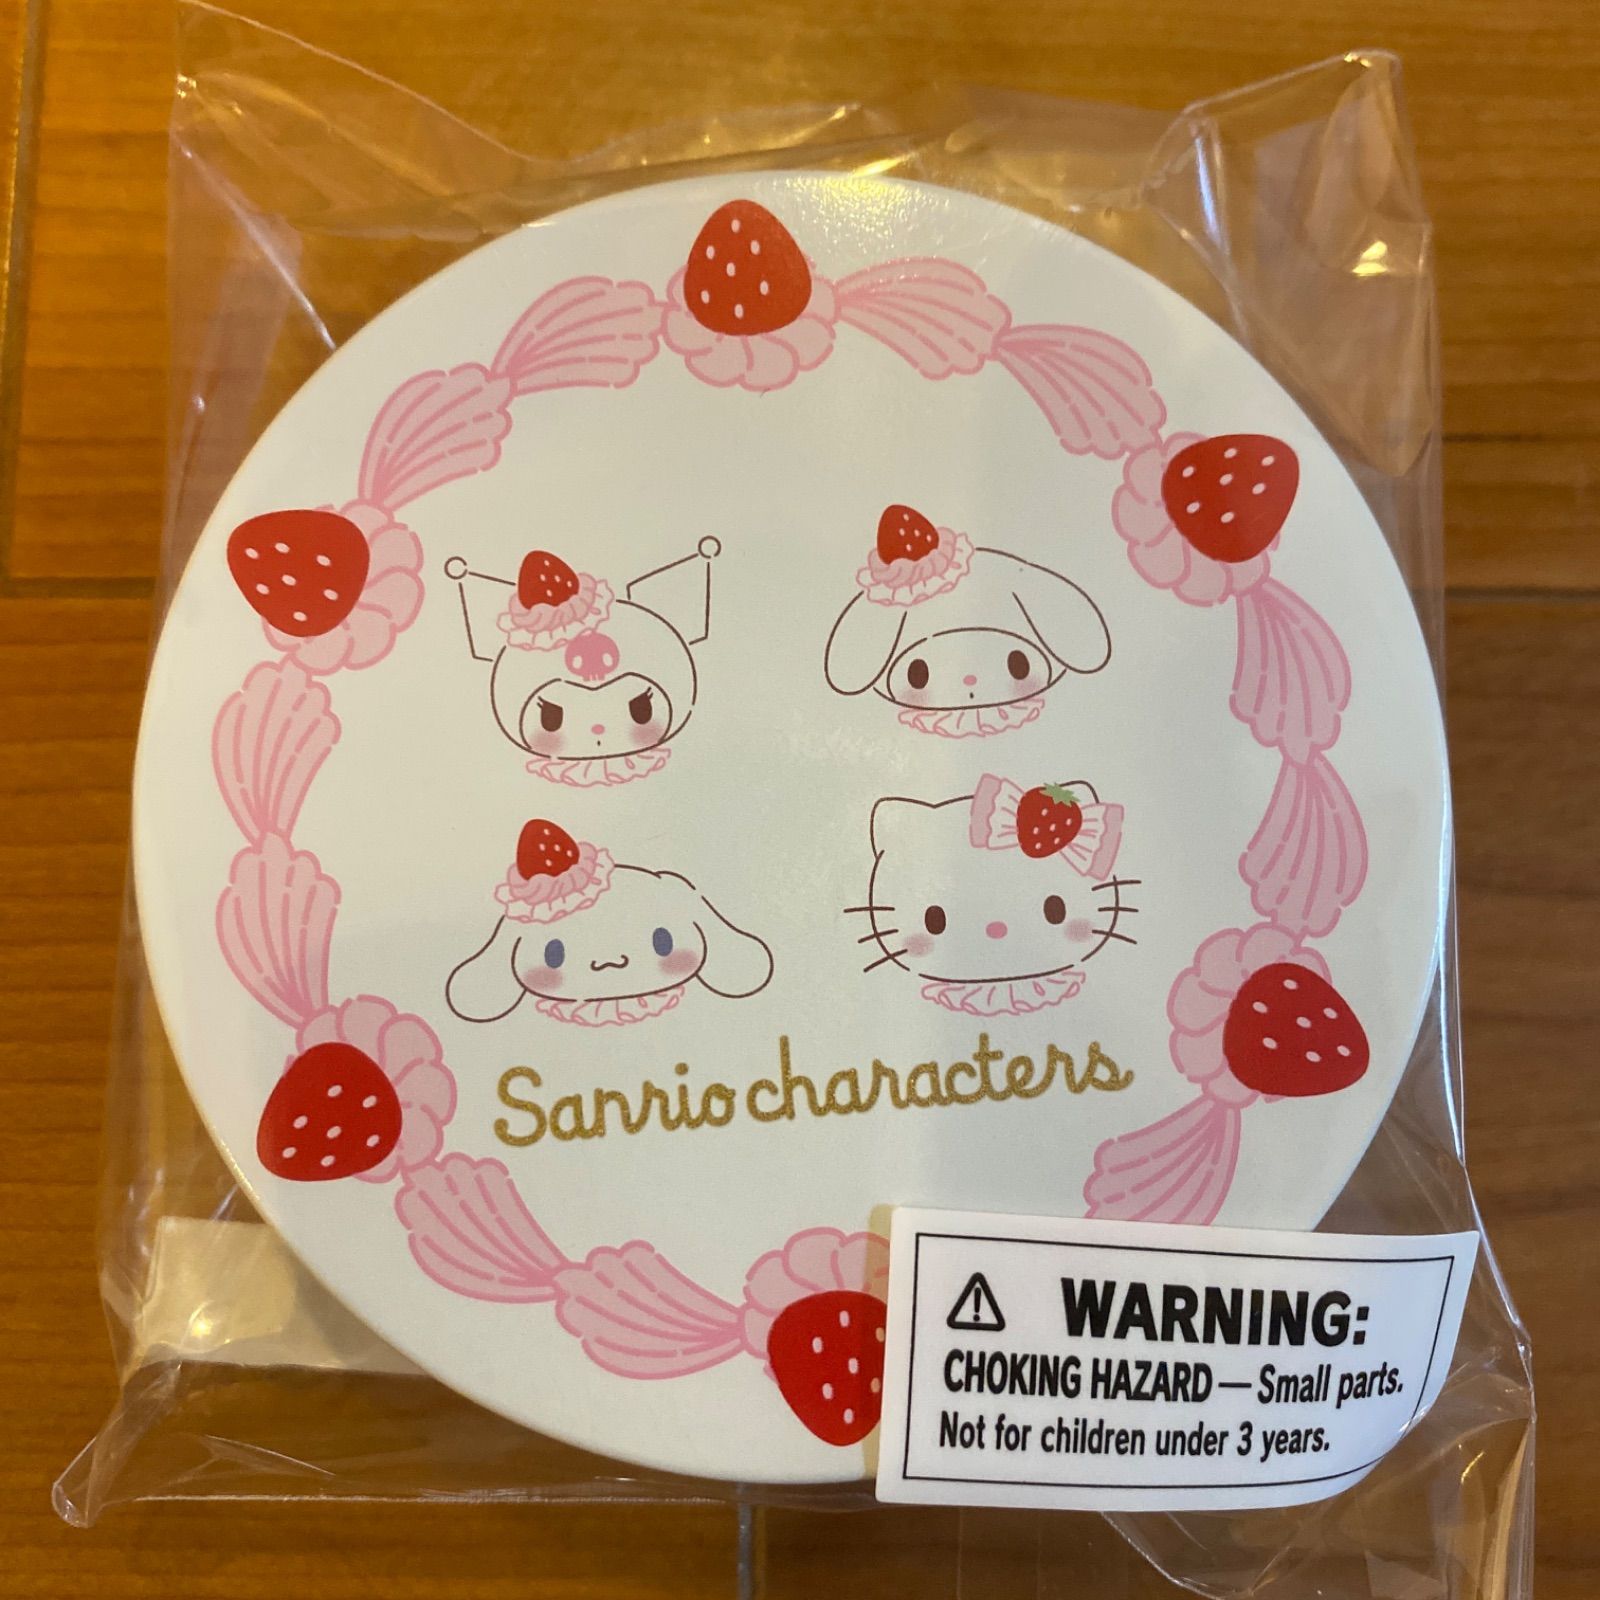 Sanrio characters
WARNING:
CHOKING HAZARD — Small parts.
Not for children under 3 years.